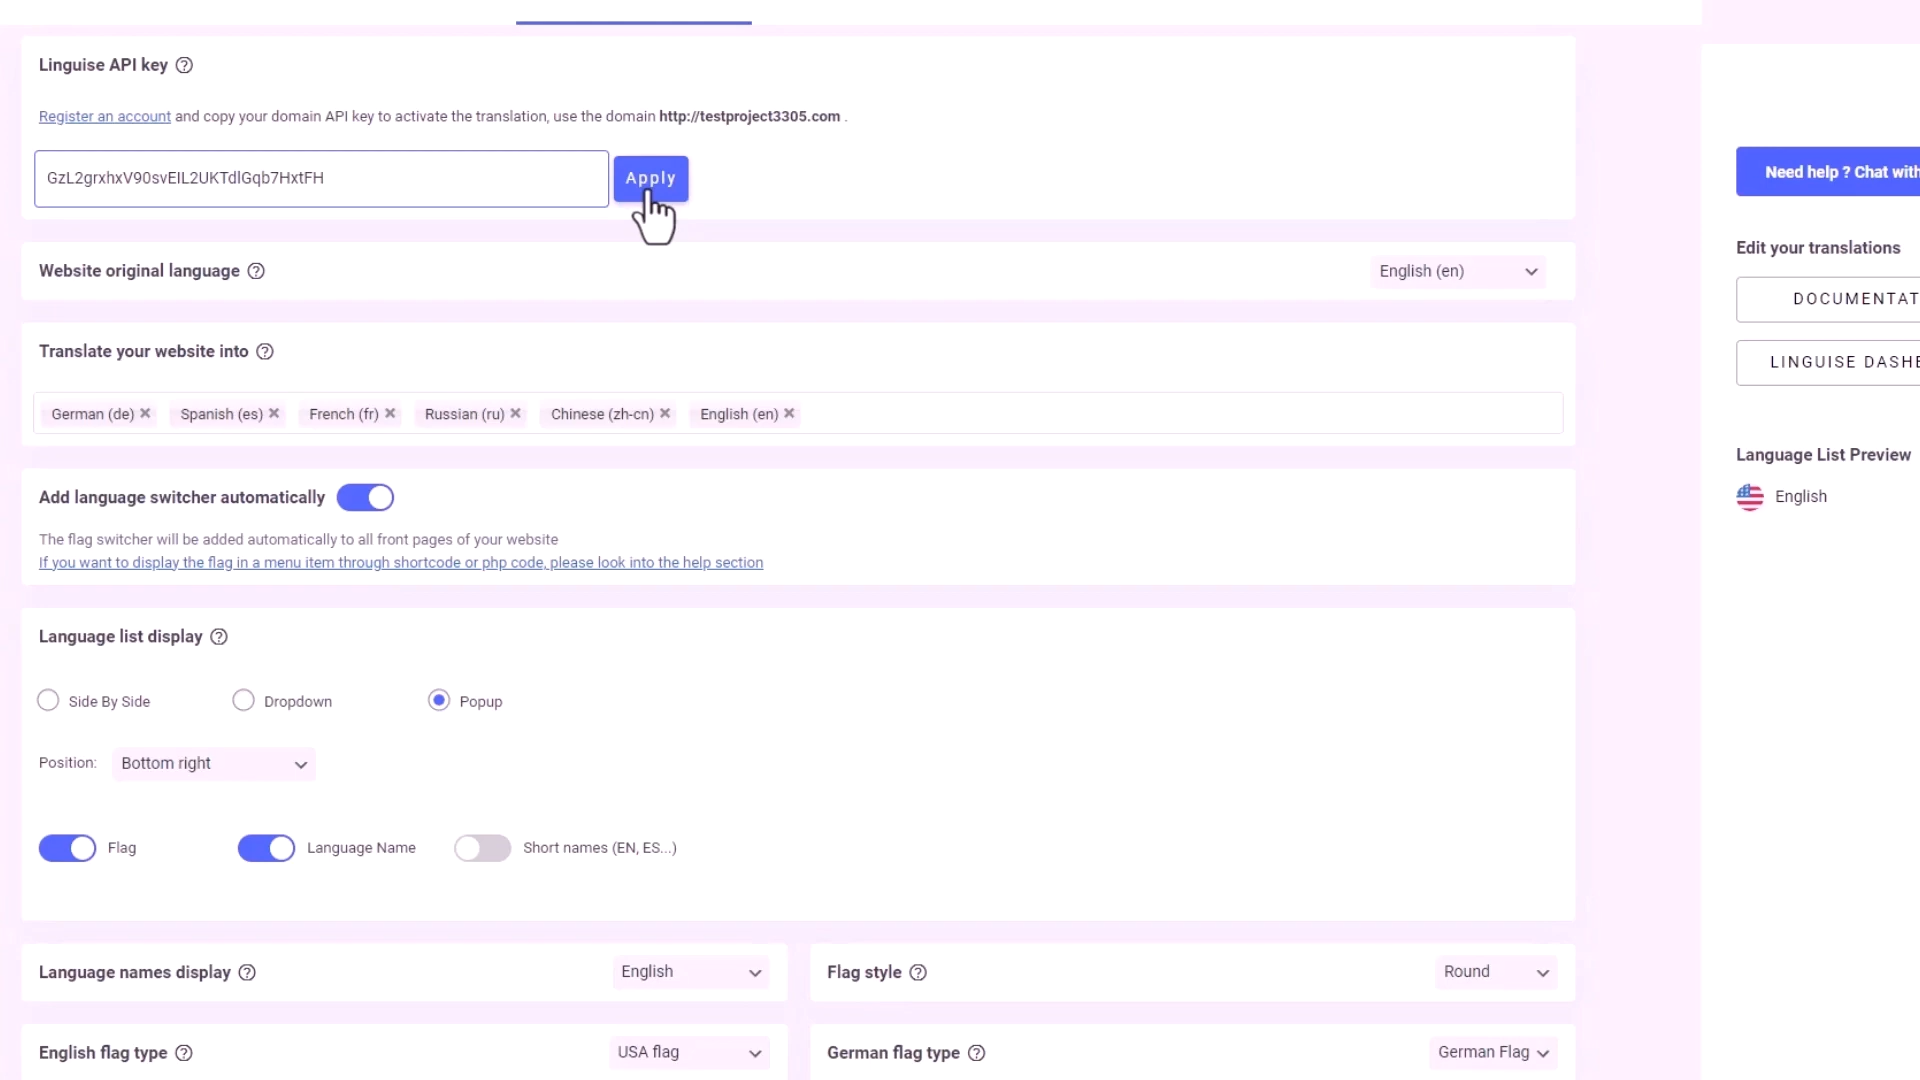 Linguise API key
Register an account and copy your domain API key to activate the translation, use the domain http://testproject3305.com .
GzL2grxhxV90svEIL2UKTdlGqb7HxtFH
Apply
Need help ? Chat with
Website original language
English (en)
Edit your translations
DOCUMENTAT
Translate your website into
LINGUISE DASHB
German (de) Spanish (es) French (fr) Russian (ru) Chinese (zh-cn) English (en)
Language List Preview
English
Add language switcher automatically
The flag switcher will be added automatically to all front pages of your website
If you want to display the flag in a menu item through shortcode or php code, please look into the help section
Language list display
Side By Side Dropdown Popup
Position: Bottom right
Flag Language Name Short names (EN, ES...)
Language names display English
Flag style Round
English flag type USA flag
German flag type German Flag